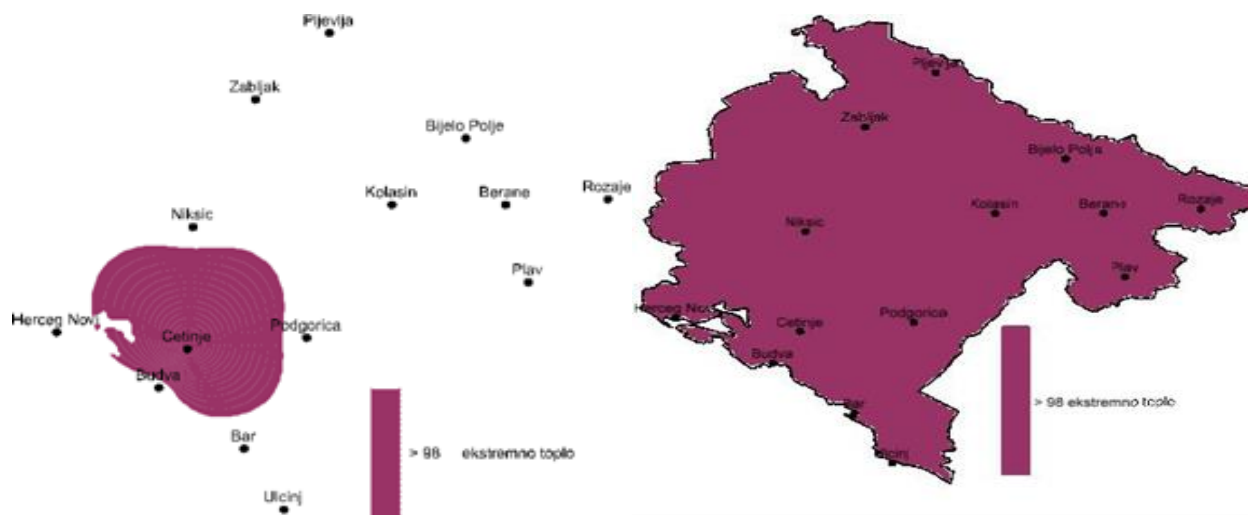 Pljevlja
Zabljak
Bijelo Polje
Kolasin
Berane
Rozaje
Niksic
Plav
Herceg Novi
Podgorica
Cetinje
Budva
Bar
> 98 ekstremno toplo
Ulcinj
Pljevlja
Zabljak
Bijelo Polje
Kolasin
Berane
Rozaje
Niksic
Plav
Herceg Novi
Podgorica
Cetinje
Budva
Bar
> 98 ekstremno toplo
Ulcinj